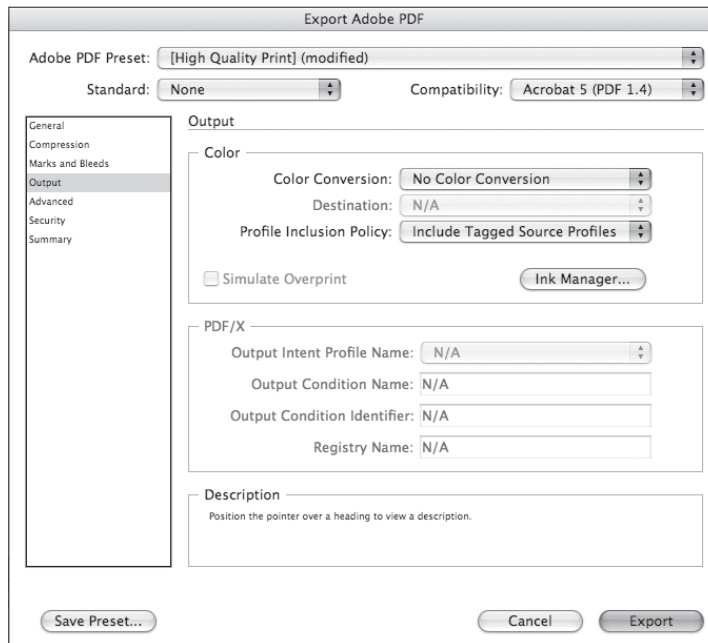 Export Adobe PDF
Adobe PDF Preset: [High Quality Print] (modified)
Standard: None Compatibility: Acrobat 5 (PDF 1.4)
General
Compression
Marks and Bleeds
Output
Advanced
Security
Summary
Output
Color
Color Conversion: No Color Conversion
Destination: N/A
Profile Inclusion Policy: Include Tagged Source Profiles
Simulate Overprint Ink Manager...
PDF/X
Output Intent Profile Name: N/A
Output Condition Name: N/A
Output Condition Identifier: N/A
Registry Name: N/A
Description
Position the pointer over a heading to view a description.
Save Preset... Cancel Export